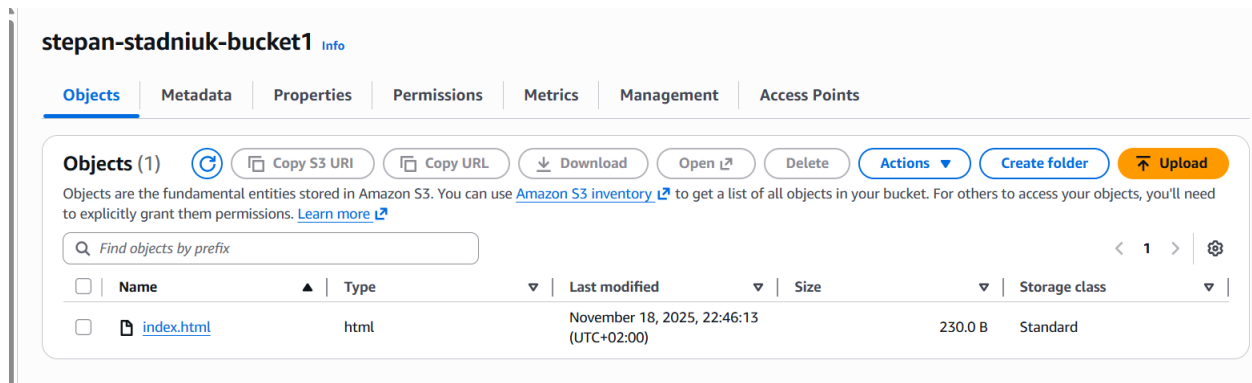 stepan-stadniuk-bucket1 Info
Objects Metadata Properties Permissions Metrics Management Access Points
Objects (1) Copy S3 URI Copy URL Download Open Delete Actions Create folder Upload
Objects are the fundamental entities stored in Amazon S3. You can use Amazon S3 inventory to get a list of all objects in your bucket. For others to access your objects, you'll need
to explicitly grant them permissions. Learn more
Find objects by prefix 1
Name Type Last modified Size Storage class
index.html html November 18, 2025, 22:46:13 230.0 B Standard
(UTC+02:00)